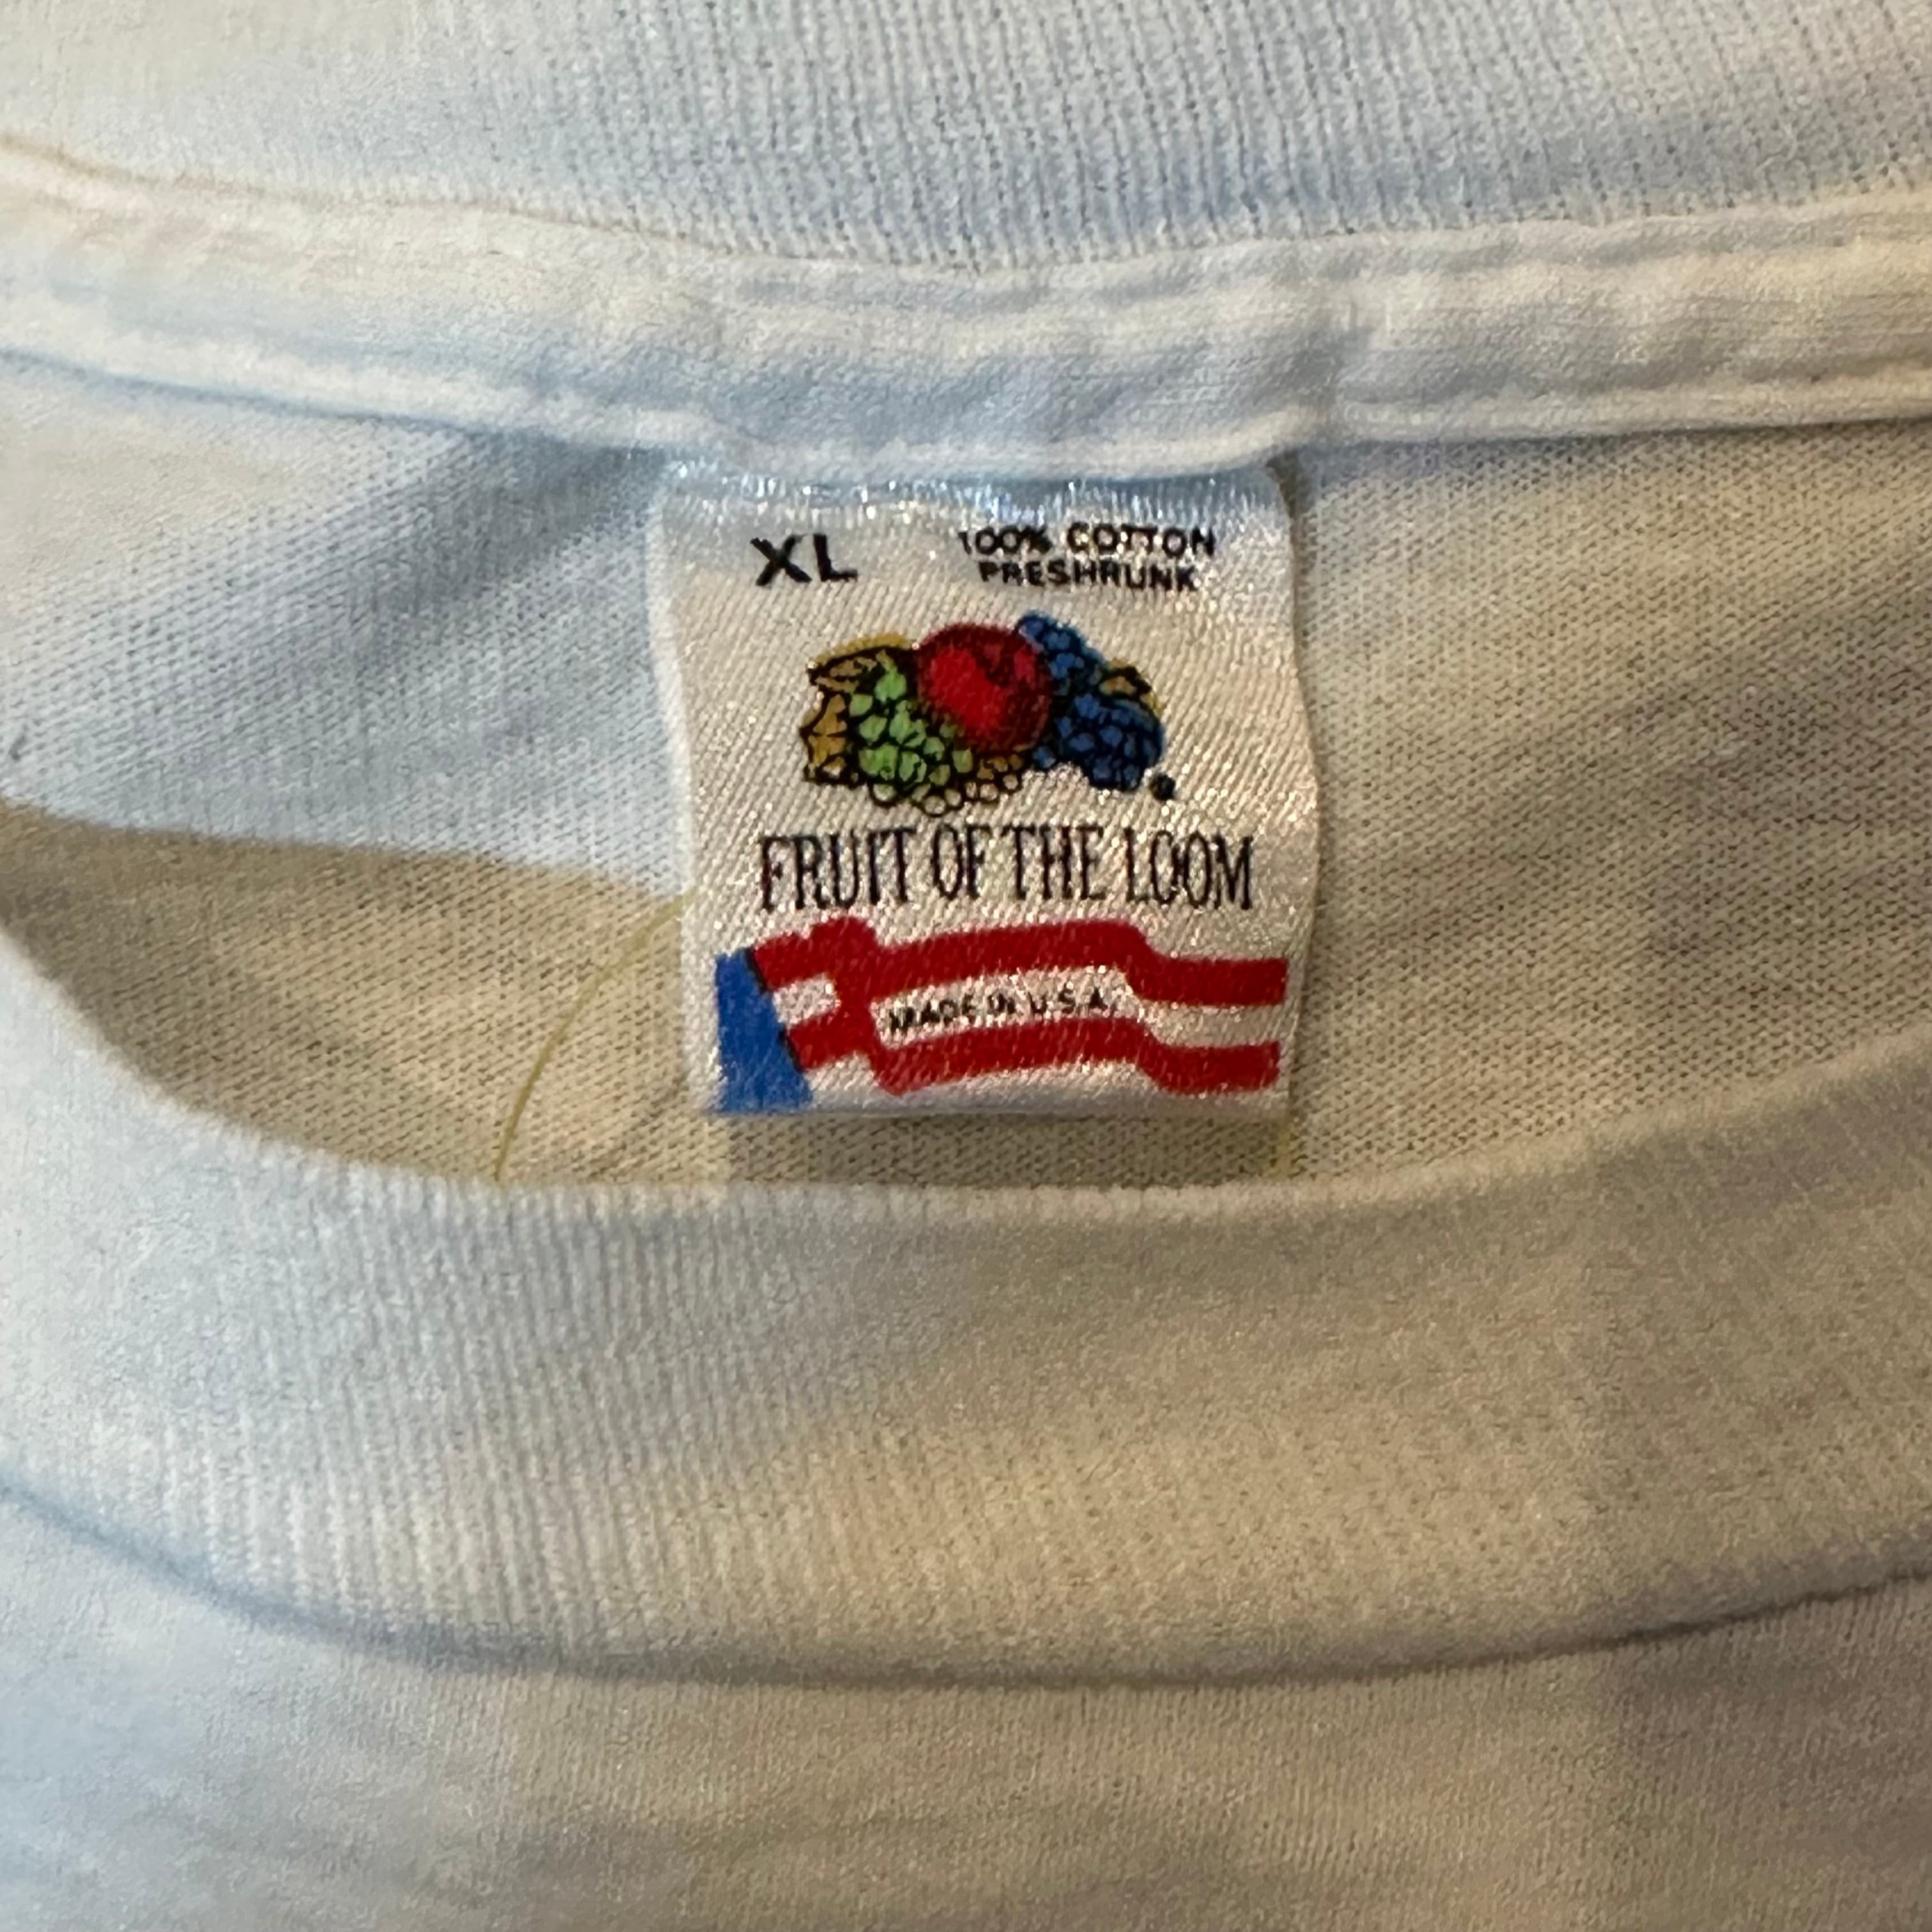 XL
100% COTTON
PRESHRUNK
FRUIT OF THE LOOM
MADE IN U.S.A.